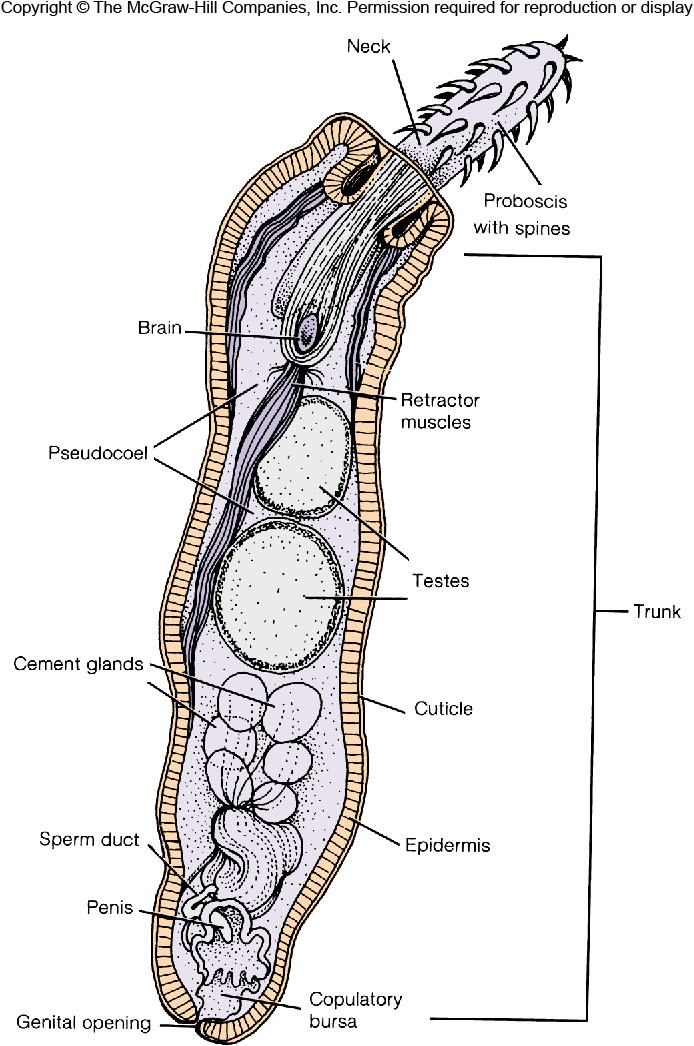 Copyright © The McGraw-Hill Companies, Inc. Permission required for reproduction or display
Neck
Proboscis
with spines
Brain
Retractor
muscles
Pseudocoel
Testes
Trunk
Cement glands
Cuticle
Sperm duct
Epidermis
Penis
Copulatory
bursa
Genital opening